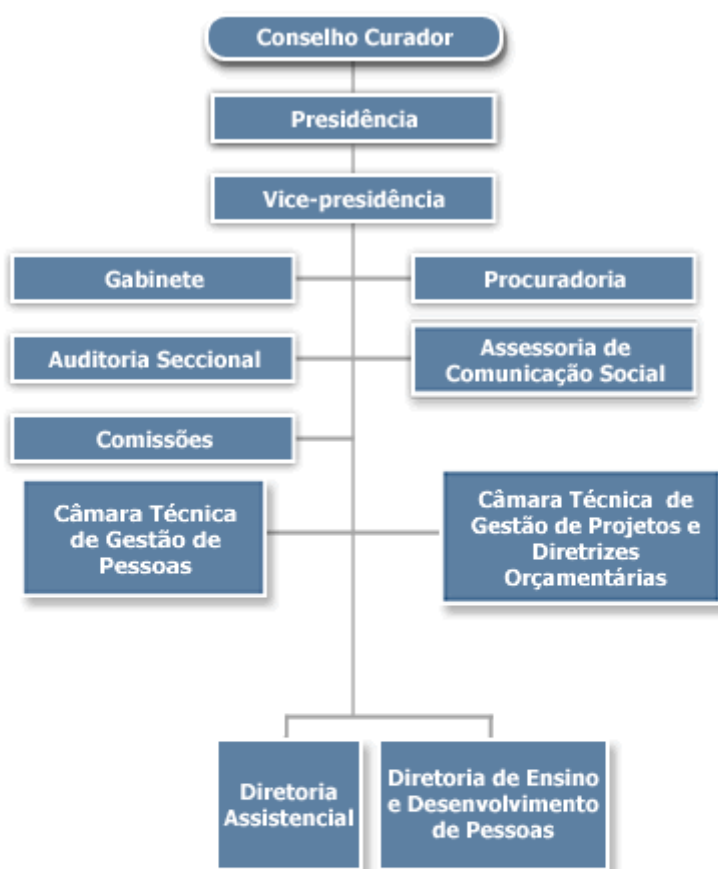 Conselho Curador
Presidência
Vice-presidência
Gabinete
Procuradoria
Auditoria Seccional
Assessoria de
Comunicação Social
Comissões
Câmara Técnica
de Gestão de
Pessoas
Câmara Técnica de
Gestão de Projetos e
Diretrizes
Orçamentárias
Diretoria
Assistencial
Diretoria de Ensino
e Desenvolvimento
de Pessoas